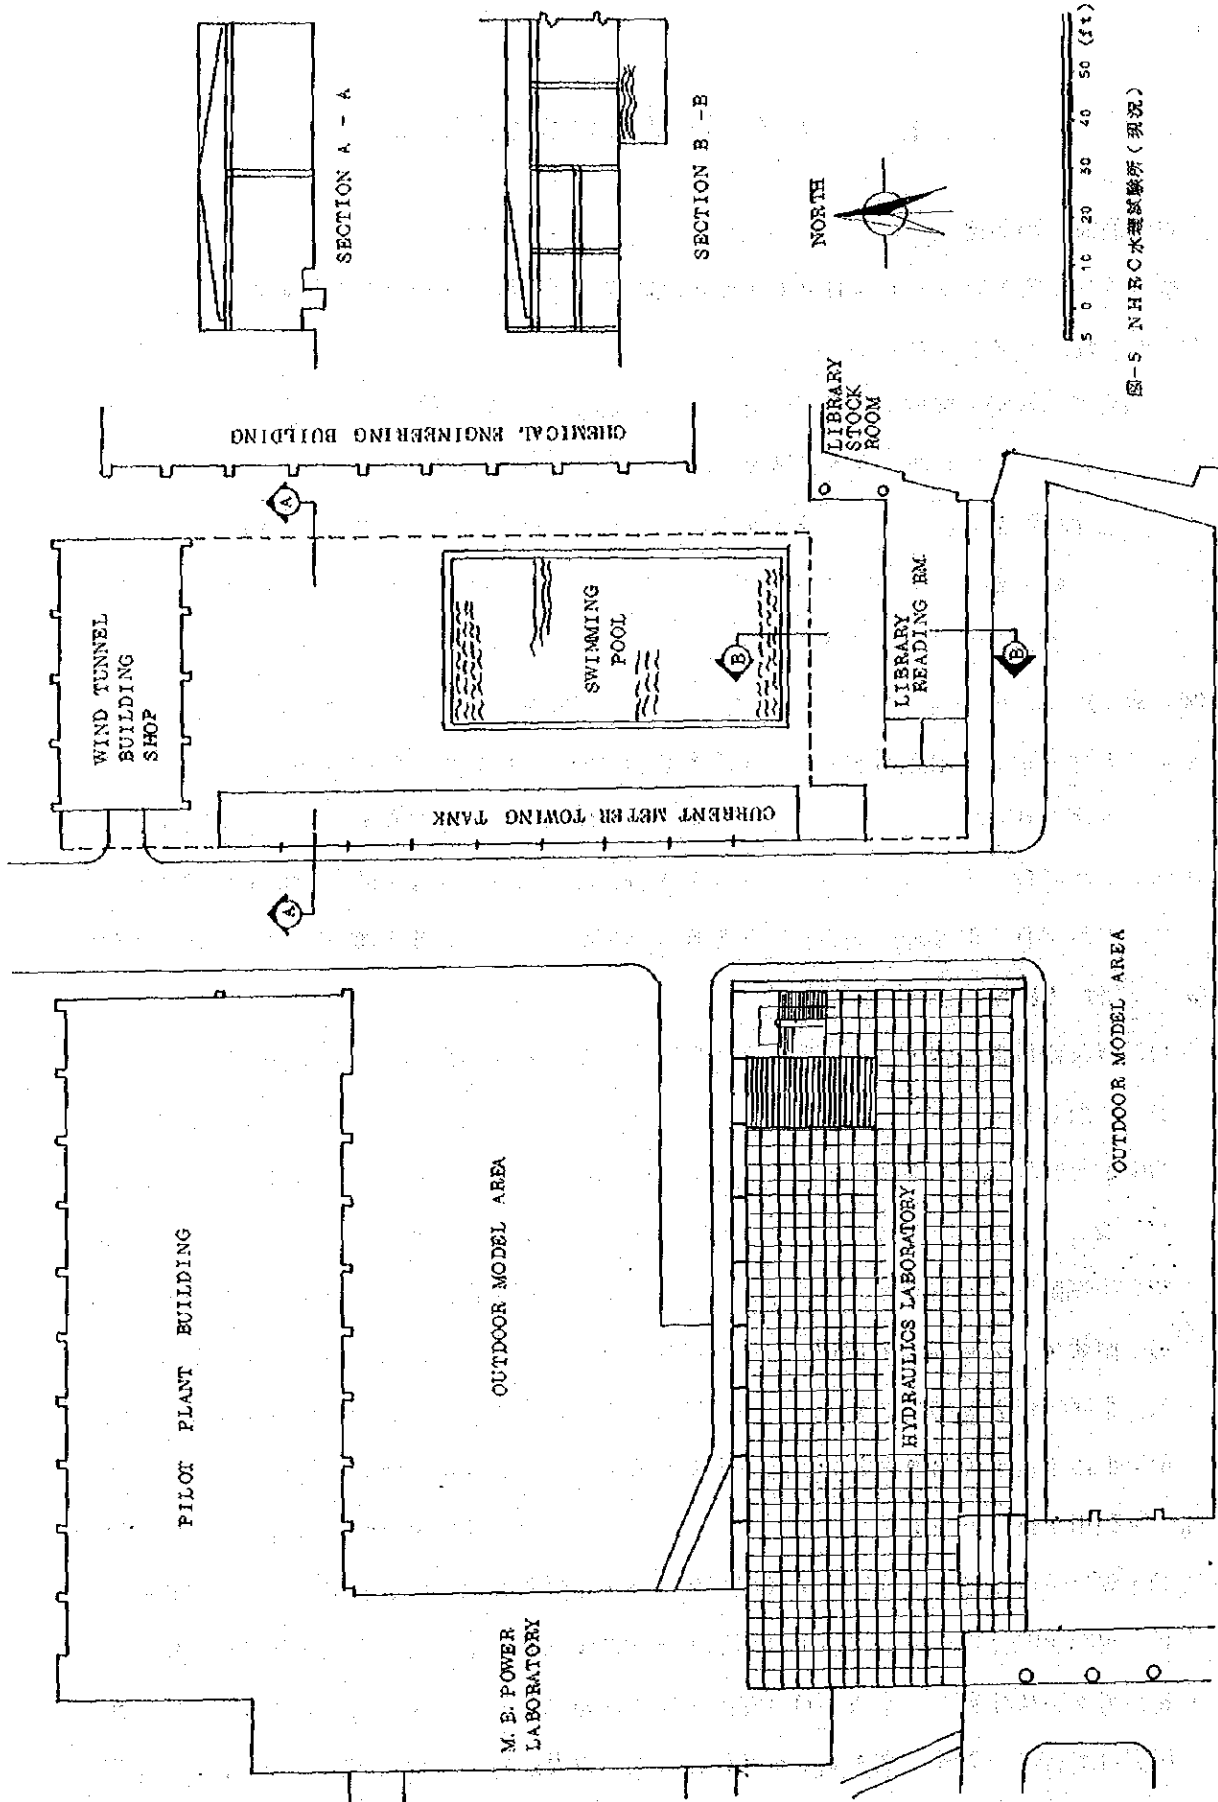 SECTION A - A
SECTION B - B
NORTH
5 0 10 20 30 40 50 (ft)
図-5 NHRC水理試験所(現況)
CHEMICAL ENGINEERING BUILDING
LIBRARY
STOCK
ROOM
A
WIND TUNNEL
BUILDING
SHOP
SWIMMING
POOL
B
LIBRARY
READING RM.
B
CURRENT METER TOWING TANK
A
PILOT PLANT BUILDING
OUTDOOR MODEL AREA
HYDRAULICS LABORATORY
OUTDOOR MODEL AREA
M. E. POWER
LABORATORY